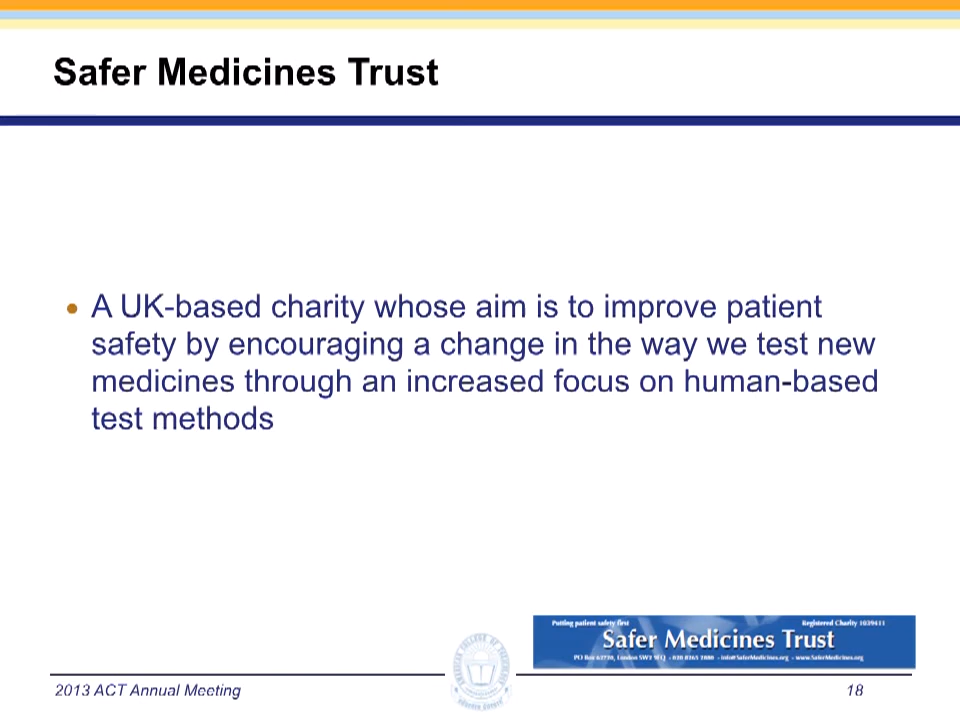 Safer Medicines Trust
• A UK-based charity whose aim is to improve patient
safety by encouraging a change in the way we test new
medicines through an increased focus on human-based
test methods
Putting patient safety first
Registered Charity 1039411
Safer Medicines Trust
PO Box 62720, London SW2 9FQ - 020 8265 2880 - info@SaferMedicines.org - www.SaferMedicines.org
2013 ACT Annual Meeting
18